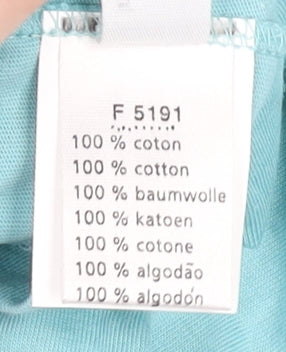 F 5191
100 % coton
100 % cotton
100 % baumwolle
100 % katoen
100 % cotone
100 % algodão
100 % algodón